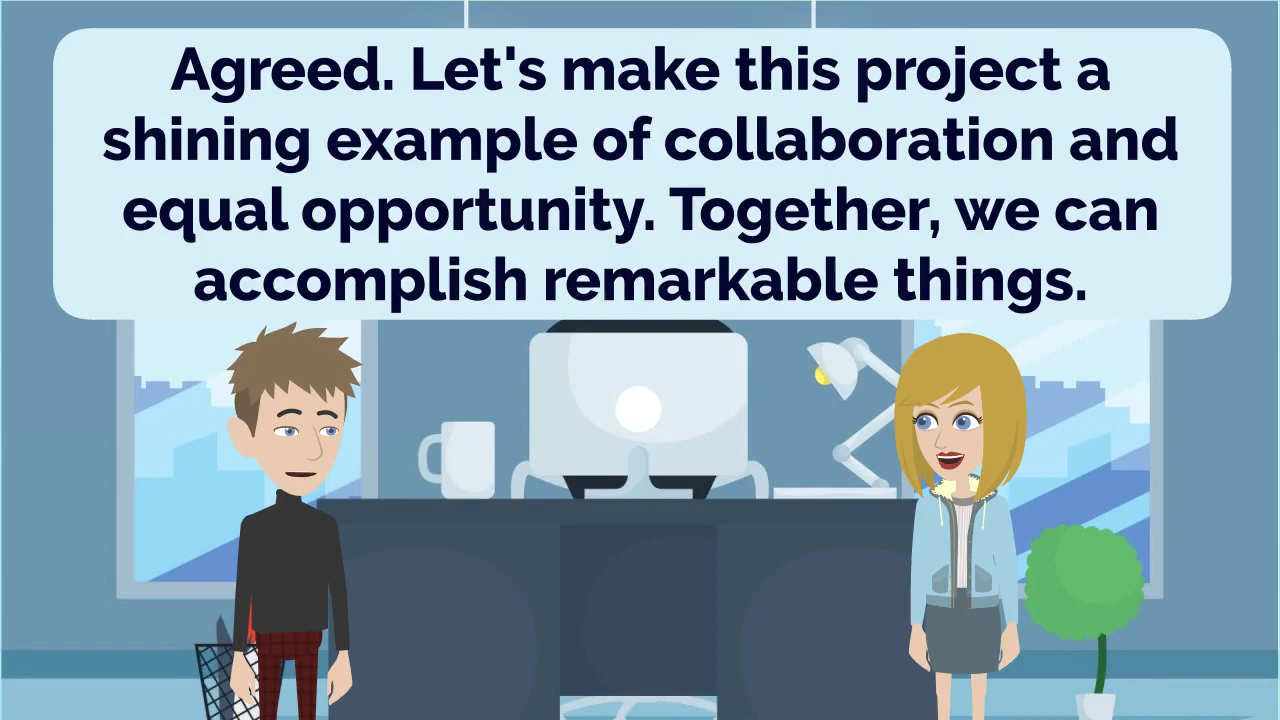 Agreed. Let's make this project a
shining example of collaboration and
equal opportunity. Together, we can
accomplish remarkable things.